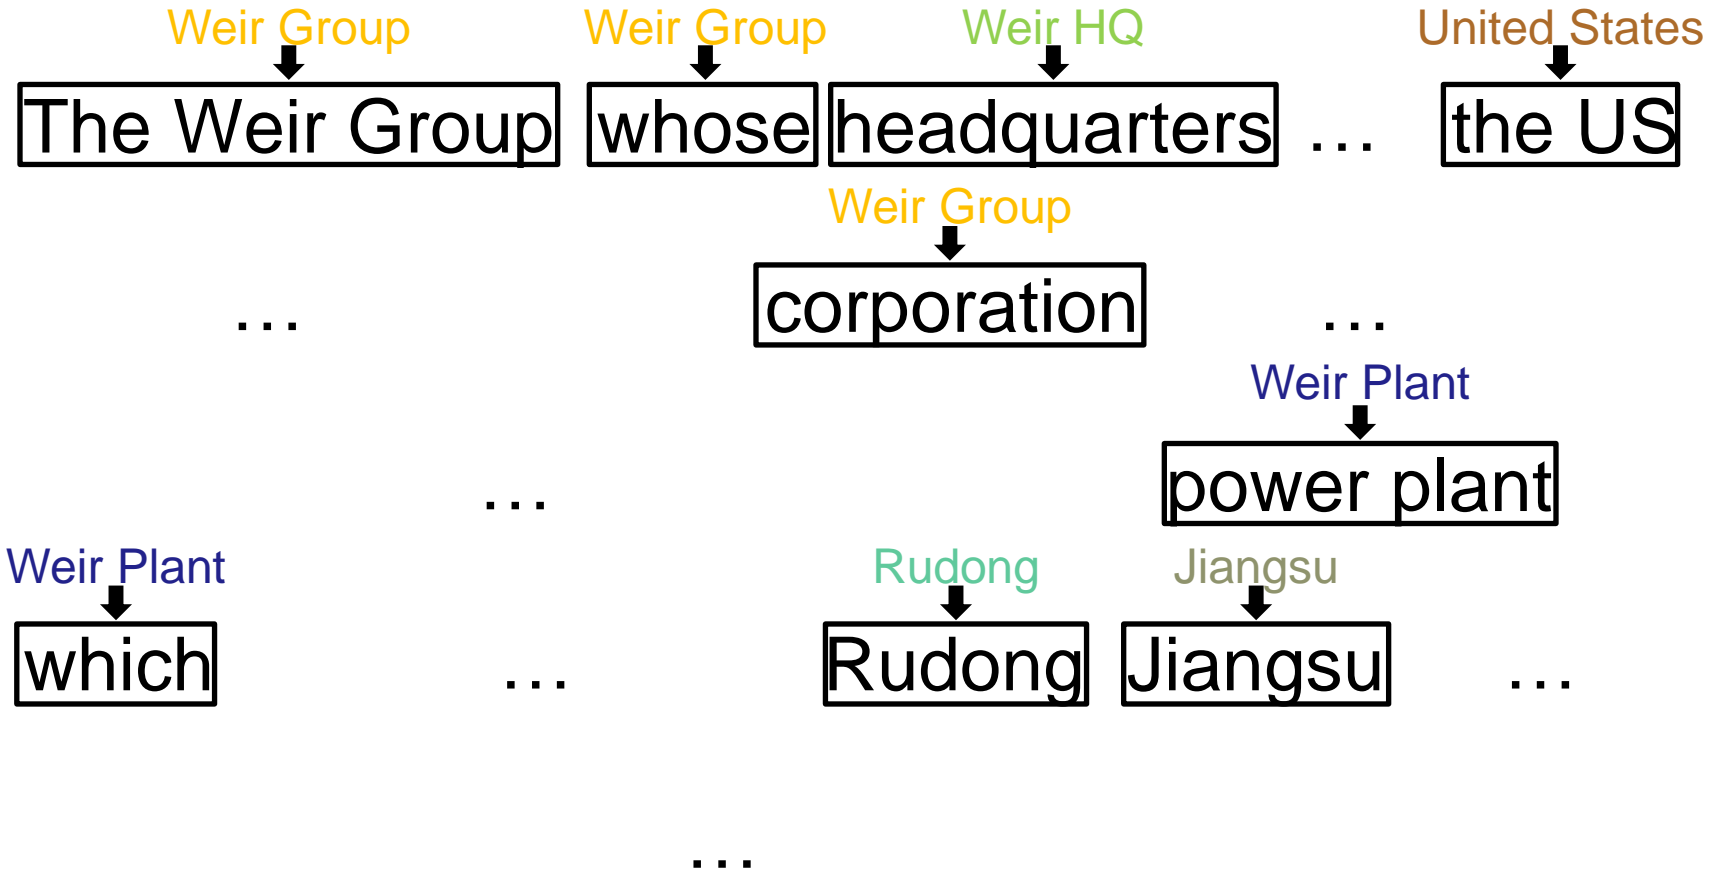 Weir Group Weir Group Weir HQ United States
The Weir Group whose headquarters … the US
Weir Group
… corporation …
Weir Plant
… power plant
Weir Plant Rudong Jiangsu
which … Rudong Jiangsu …
…